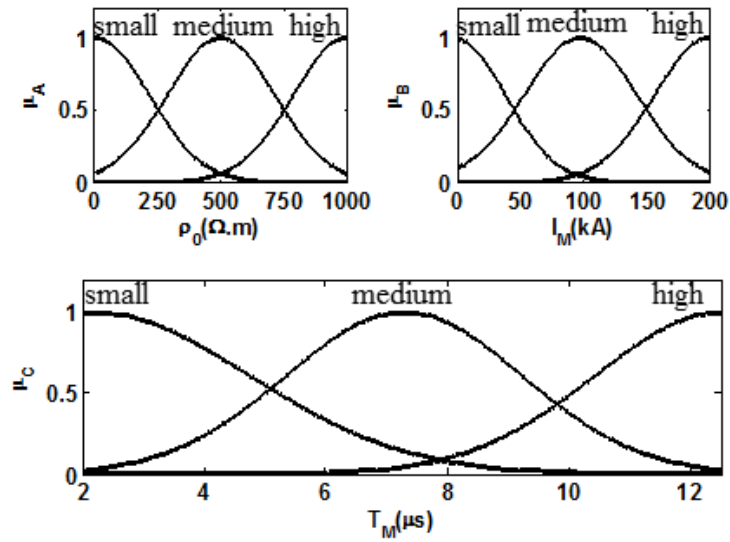 small medium high
1
0.5
0
μA
0 250 500 750 1000
ρ0(Ω.m)
small medium high
1
0.5
0
μB
0 50 100 150 200
IM(kA)
small medium high
1
0.5
0
μC
2 4 6 8 10 12
TM(μs)